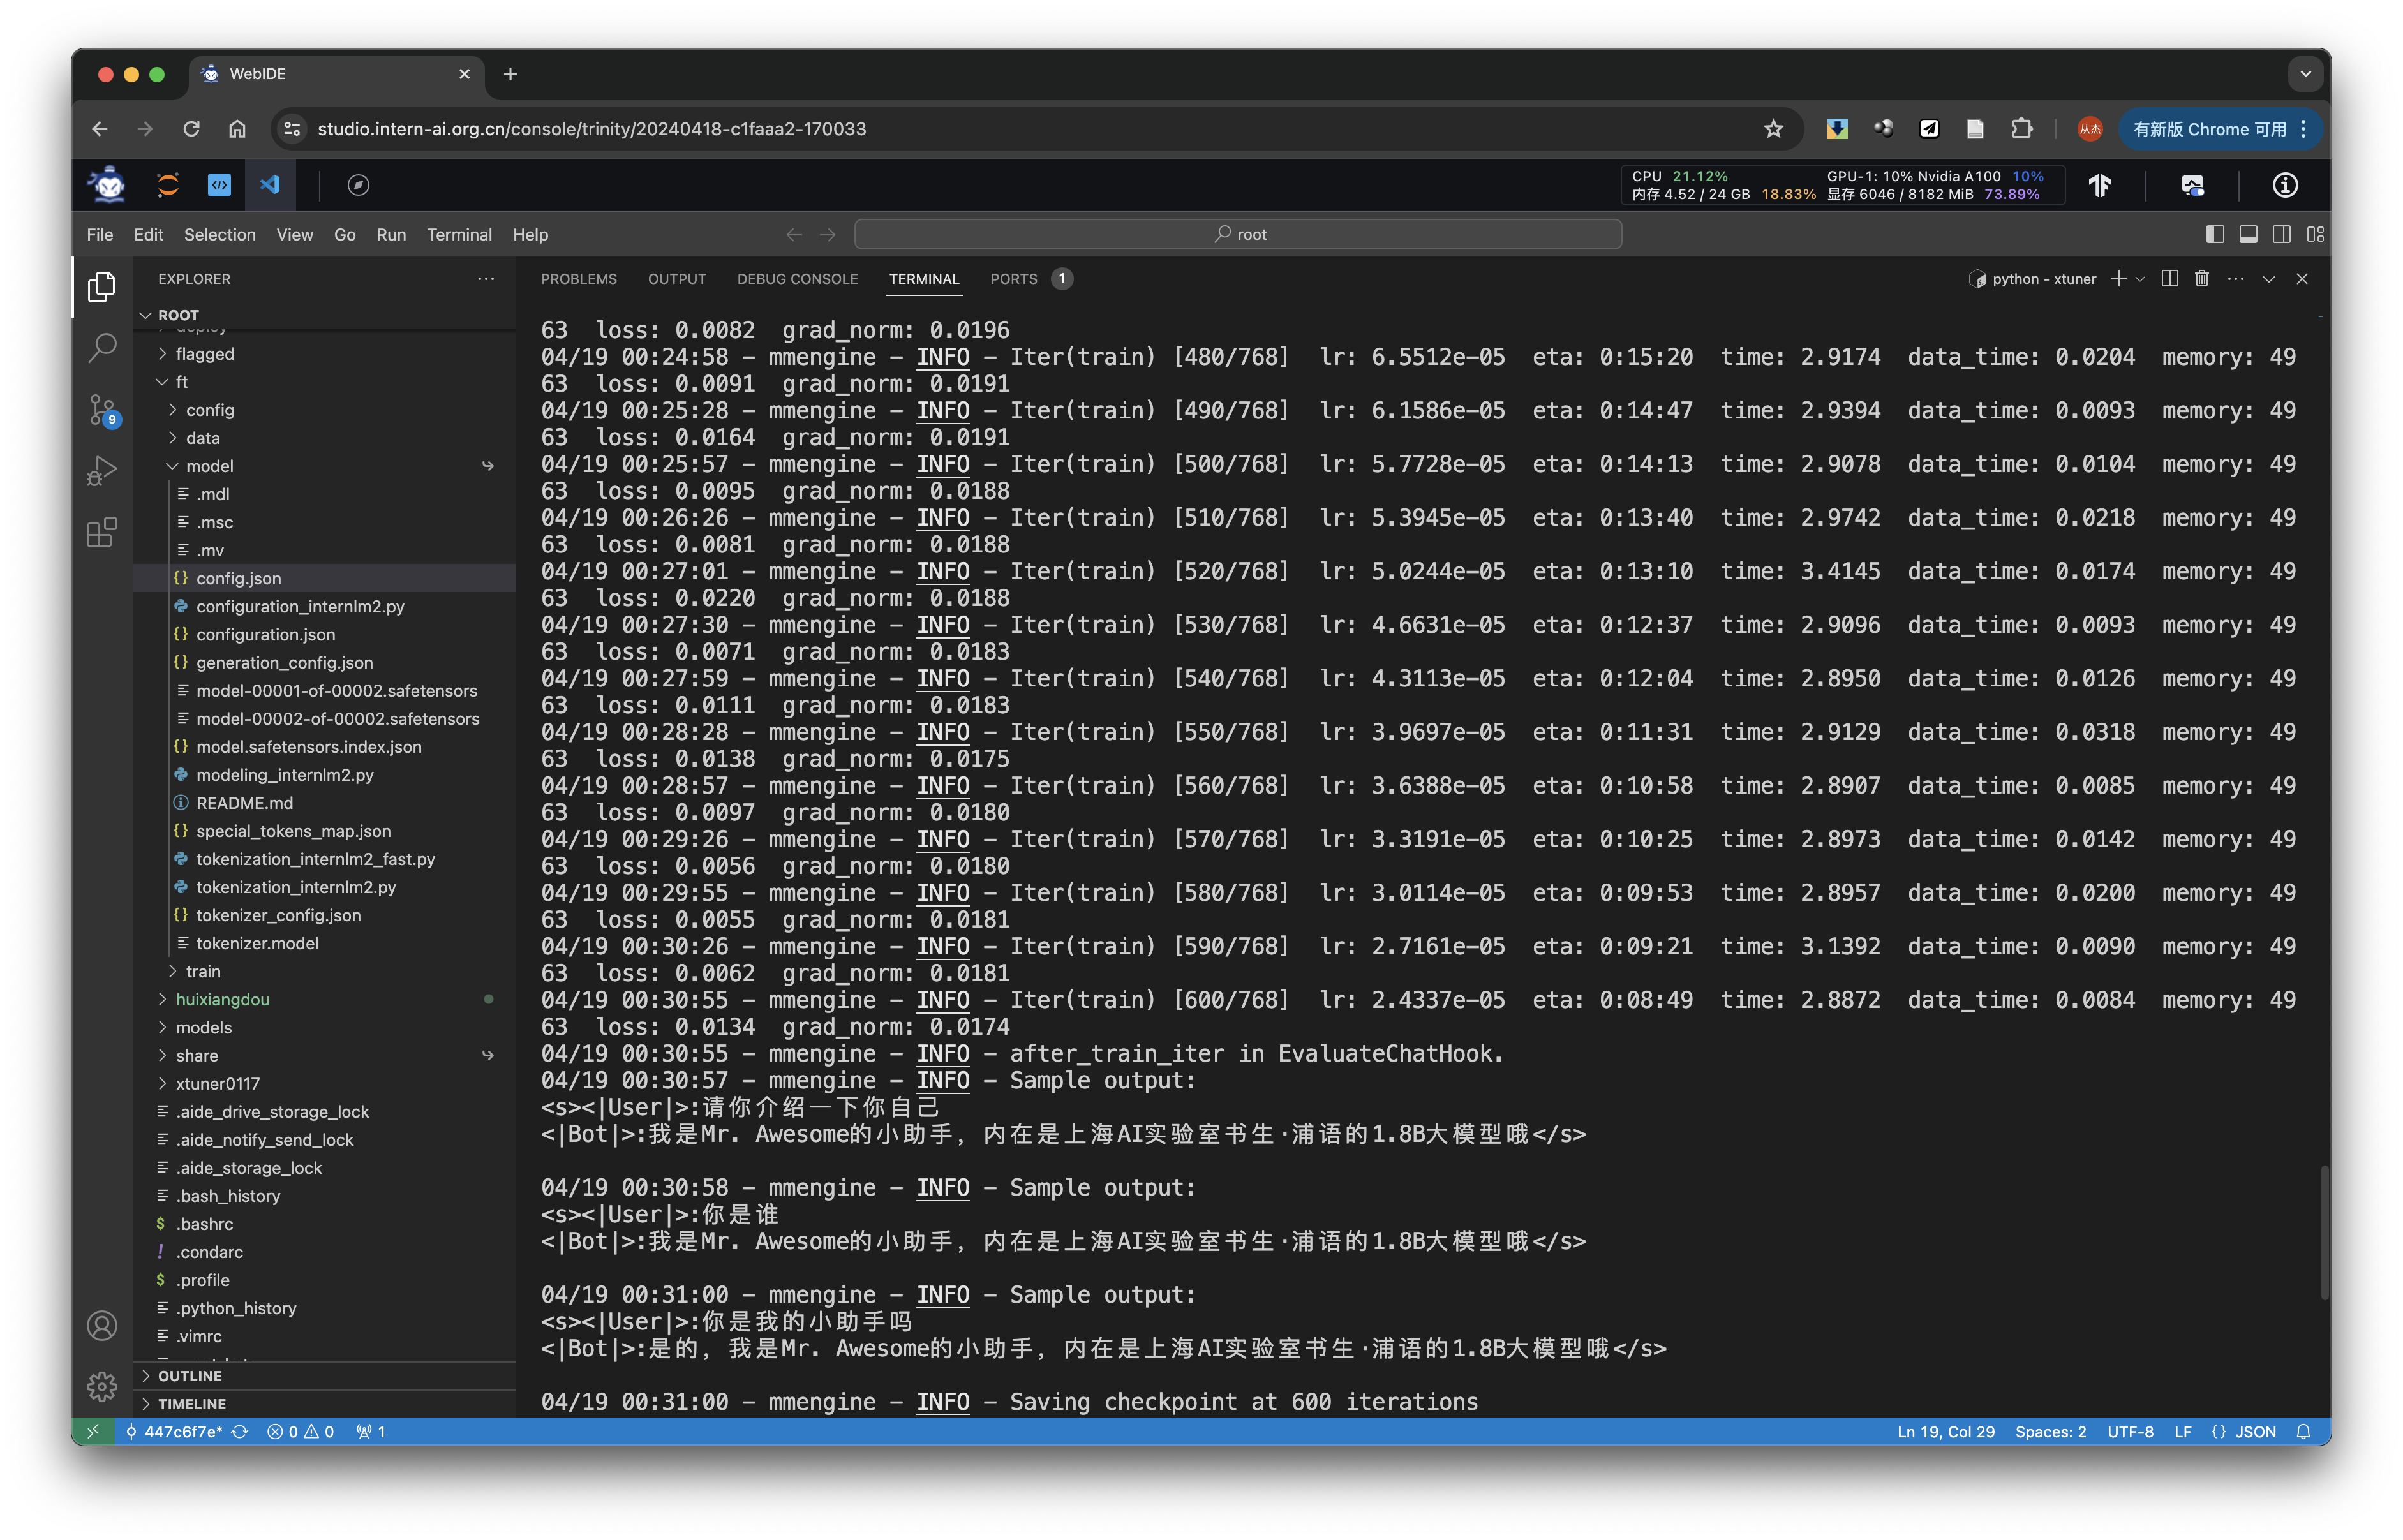 WebIDE
studio.intern-ai.org.cn/console/trinity/20240418-c1faaa2-170033
从杰
有新版 Chrome 可用
CPU 21.12% GPU-1: 10% Nvidia A100 10%
内存 4.52 / 24 GB 18.83% 显存 6046 / 8182 MiB 73.89%
File Edit Selection View Go Run Terminal Help
root
EXPLORER
PROBLEMS OUTPUT DEBUG CONSOLE TERMINAL PORTS 1
python - xtuner
ROOT
deploy
flagged
ft
config
data
model
.mdl
.msc
.mv
config.json
configuration_internlm2.py
configuration.json
generation_config.json
model-00001-of-00002.safetensors
model-00002-of-00002.safetensors
model.safetensors.index.json
modeling_internlm2.py
README.md
special_tokens_map.json
tokenization_internlm2_fast.py
tokenization_internlm2.py
tokenizer_config.json
tokenizer.model
train
huixiangdou
models
share
xtuner0117
.aide_drive_storage_lock
.aide_notify_send_lock
.aide_storage_lock
.bash_history
.bashrc
.condarc
.profile
.python_history
.vimrc
OUTLINE
TIMELINE
9
63 loss: 0.0082 grad_norm: 0.0196
04/19 00:24:58 - mmengine - INFO - Iter(train) [480/768] lr: 6.5512e-05 eta: 0:15:20 time: 2.9174 data_time: 0.0204 memory: 49
63 loss: 0.0091 grad_norm: 0.0191
04/19 00:25:28 - mmengine - INFO - Iter(train) [490/768] lr: 6.1586e-05 eta: 0:14:47 time: 2.9394 data_time: 0.0093 memory: 49
63 loss: 0.0164 grad_norm: 0.0191
04/19 00:25:57 - mmengine - INFO - Iter(train) [500/768] lr: 5.7728e-05 eta: 0:14:13 time: 2.9078 data_time: 0.0104 memory: 49
63 loss: 0.0095 grad_norm: 0.0188
04/19 00:26:26 - mmengine - INFO - Iter(train) [510/768] lr: 5.3945e-05 eta: 0:13:40 time: 2.9742 data_time: 0.0218 memory: 49
63 loss: 0.0081 grad_norm: 0.0188
04/19 00:27:01 - mmengine - INFO - Iter(train) [520/768] lr: 5.0244e-05 eta: 0:13:10 time: 3.4145 data_time: 0.0174 memory: 49
63 loss: 0.0220 grad_norm: 0.0188
04/19 00:27:30 - mmengine - INFO - Iter(train) [530/768] lr: 4.6631e-05 eta: 0:12:37 time: 2.9096 data_time: 0.0093 memory: 49
63 loss: 0.0071 grad_norm: 0.0183
04/19 00:27:59 - mmengine - INFO - Iter(train) [540/768] lr: 4.3113e-05 eta: 0:12:04 time: 2.8950 data_time: 0.0126 memory: 49
63 loss: 0.0111 grad_norm: 0.0183
04/19 00:28:28 - mmengine - INFO - Iter(train) [550/768] lr: 3.9697e-05 eta: 0:11:31 time: 2.9129 data_time: 0.0318 memory: 49
63 loss: 0.0138 grad_norm: 0.0175
04/19 00:28:57 - mmengine - INFO - Iter(train) [560/768] lr: 3.6388e-05 eta: 0:10:58 time: 2.8907 data_time: 0.0085 memory: 49
63 loss: 0.0097 grad_norm: 0.0180
04/19 00:29:26 - mmengine - INFO - Iter(train) [570/768] lr: 3.3191e-05 eta: 0:10:25 time: 2.8973 data_time: 0.0142 memory: 49
63 loss: 0.0056 grad_norm: 0.0180
04/19 00:29:55 - mmengine - INFO - Iter(train) [580/768] lr: 3.0114e-05 eta: 0:09:53 time: 2.8957 data_time: 0.0200 memory: 49
63 loss: 0.0055 grad_norm: 0.0181
04/19 00:30:26 - mmengine - INFO - Iter(train) [590/768] lr: 2.7161e-05 eta: 0:09:21 time: 3.1392 data_time: 0.0090 memory: 49
63 loss: 0.0062 grad_norm: 0.0181
04/19 00:30:55 - mmengine - INFO - Iter(train) [600/768] lr: 2.4337e-05 eta: 0:08:49 time: 2.8872 data_time: 0.0084 memory: 49
63 loss: 0.0134 grad_norm: 0.0174
04/19 00:30:55 - mmengine - INFO - after_train_iter in EvaluateChatHook.
04/19 00:30:57 - mmengine - INFO - Sample output:
<s><|User|>:请你介绍一下你自己
<|Bot|>:我是Mr. Awesome的小助手，内在是上海AI实验室书生·浦语的1.8B大模型哦</s>
04/19 00:30:58 - mmengine - INFO - Sample output:
<s><|User|>:你是谁
<|Bot|>:我是Mr. Awesome的小助手，内在是上海AI实验室书生·浦语的1.8B大模型哦</s>
04/19 00:31:00 - mmengine - INFO - Sample output:
<s><|User|>:你是我的小助手吗
<|Bot|>:是的，我是Mr. Awesome的小助手，内在是上海AI实验室书生·浦语的1.8B大模型哦</s>
04/19 00:31:00 - mmengine - INFO - Saving checkpoint at 600 iterations
447c6f7e* 0 0 1
Ln 19, Col 29 Spaces: 2 UTF-8 LF {} JSON